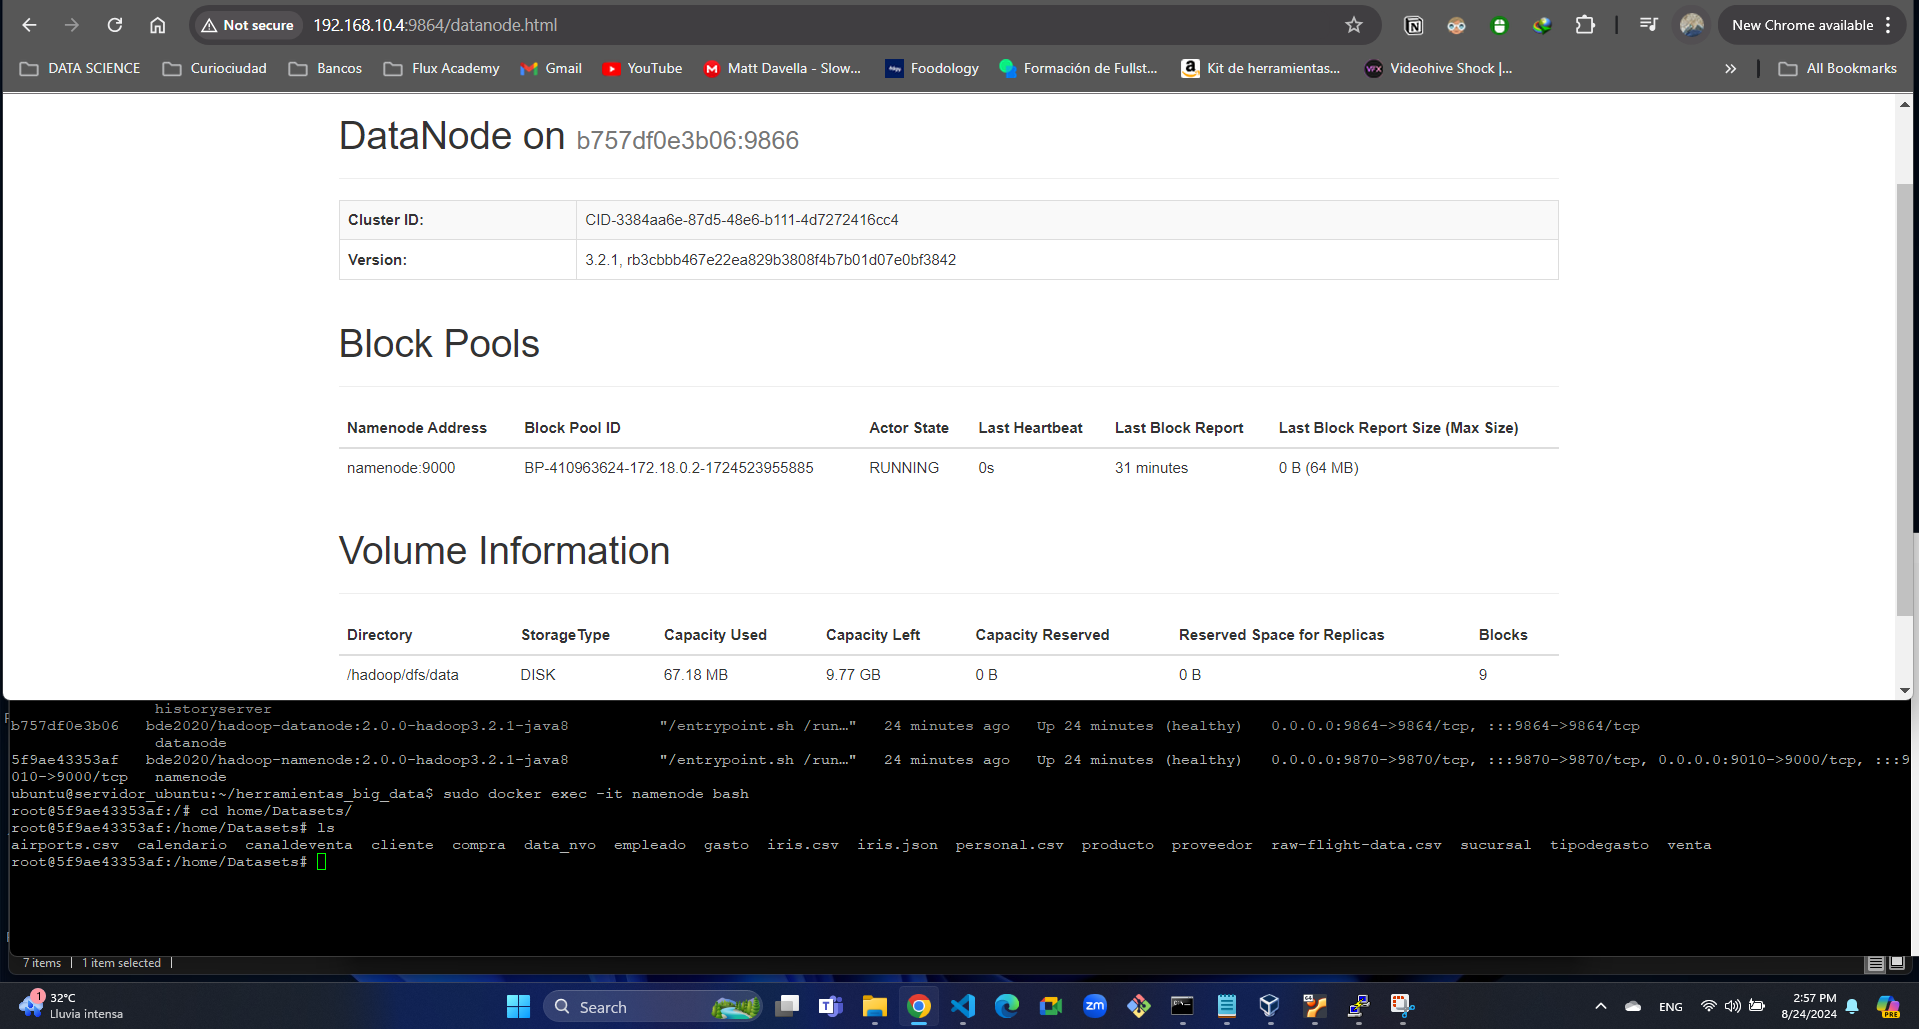 Not secure 192.168.10.4:9864/datanode.html New Chrome available
DATA SCIENCE Curiociudad Bancos Flux Academy Gmail YouTube Matt Davella - Slow... Foodology Formación de Fullst... Kit de herramientas... Videohive Shock |... » All Bookmarks
DataNode on b757df0e3b06:9866
Cluster ID: CID-3384aa6e-87d5-48e6-b111-4d7272416cc4
Version: 3.2.1, rb3cbbb467e22ea829b3808f4b7b01d07e0bf3842
Block Pools
Namenode Address Block Pool ID Actor State Last Heartbeat Last Block Report Last Block Report Size (Max Size)
namenode:9000 BP-410963624-172.18.0.2-1724523955885 RUNNING 0s 31 minutes 0 B (64 MB)
Volume Information
Directory StorageType Capacity Used Capacity Left Capacity Reserved Reserved Space for Replicas Blocks
/hadoop/dfs/data DISK 67.18 MB 9.77 GB 0 B 0 B 9
historyserver
b757df0e3b06 bde2020/hadoop-datanode:2.0.0-hadoop3.2.1-java8 "/entrypoint.sh /run…" 24 minutes ago Up 24 minutes (healthy) 0.0.0.0:9864->9864/tcp, :::9864->9864/tcp
datanode
5f9ae43353af bde2020/hadoop-namenode:2.0.0-hadoop3.2.1-java8 "/entrypoint.sh /run…" 24 minutes ago Up 24 minutes (healthy) 0.0.0.0:9870->9870/tcp, :::9870->9870/tcp, 0.0.0.0:9010->9000/tcp, :::9
010->9000/tcp namenode
ubuntu@servidor_ubuntu:~/herramientas_big_data$ sudo docker exec -it namenode bash
root@5f9ae43353af:/# cd home/Datasets/
root@5f9ae43353af:/home/Datasets# ls
airports.csv calendario canaldeventa cliente compra data_nvo empleado gasto iris.csv iris.json personal.csv producto proveedor raw-flight-data.csv sucursal tipodegasto venta
root@5f9ae43353af:/home/Datasets#
7 items 1 item selected
1 32°C
Lluvia intensa
Search
zm
ENG
2:57 PM
8/24/2024
PRE